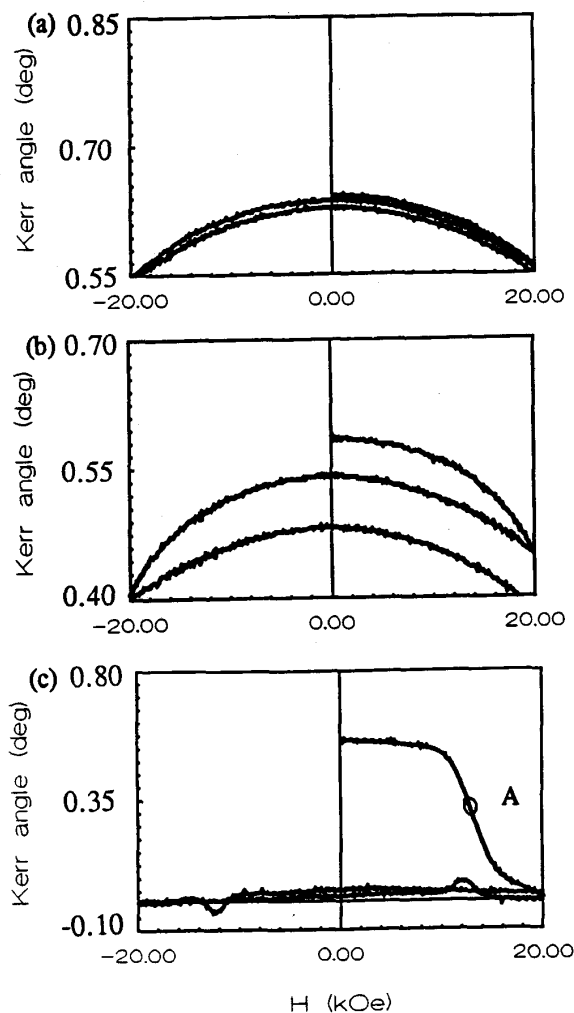 (a) 0.85
0.70
0.55
Kerr angle (deg)
-20.00 0.00 20.00
(b) 0.70
0.55
0.40
Kerr angle (deg)
-20.00 0.00 20.00
(c) 0.80
0.35
-0.10
Kerr angle (deg)
A
-20.00 0.00 20.00
H (kOe)